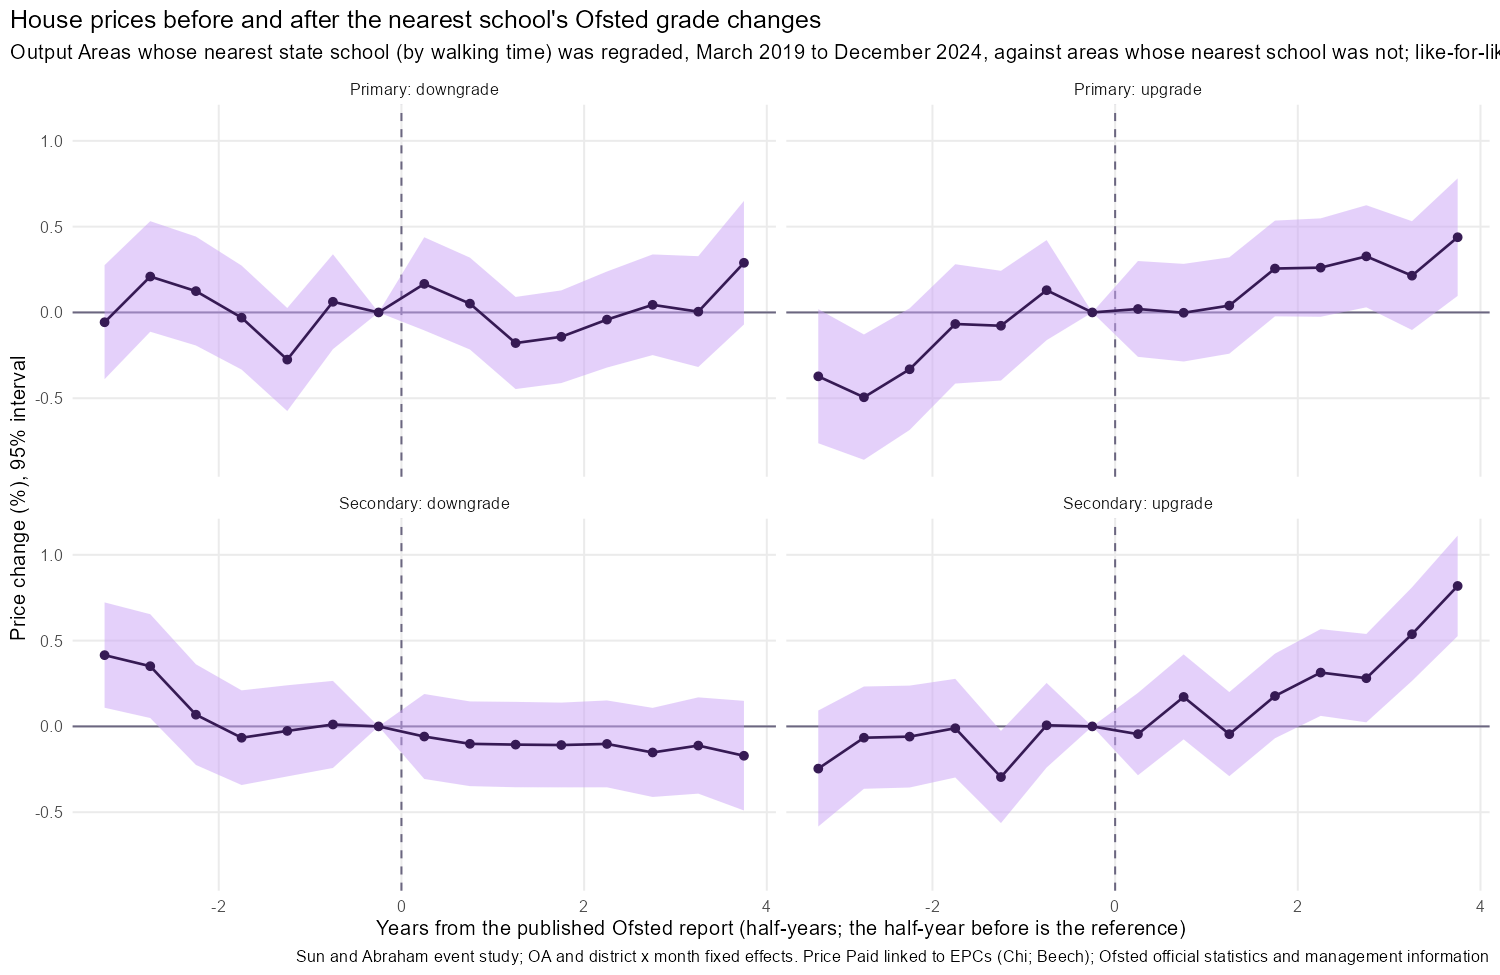 House prices before and after the nearest school's Ofsted grade changes
Output Areas whose nearest state school (by walking time) was regraded, March 2019 to December 2024, against areas whose nearest school was not; like-for-lik
Primary: downgrade
Primary: upgrade
1.0
0.5
0.0
-0.5
Secondary: downgrade
Secondary: upgrade
1.0
0.5
0.0
-0.5
Price change (%), 95% interval
-2
0
2
4
-2
0
2
4
Years from the published Ofsted report (half-years; the half-year before is the reference)
Sun and Abraham event study; OA and district x month fixed effects. Price Paid linked to EPCs (Chi; Beech); Ofsted official statistics and management information